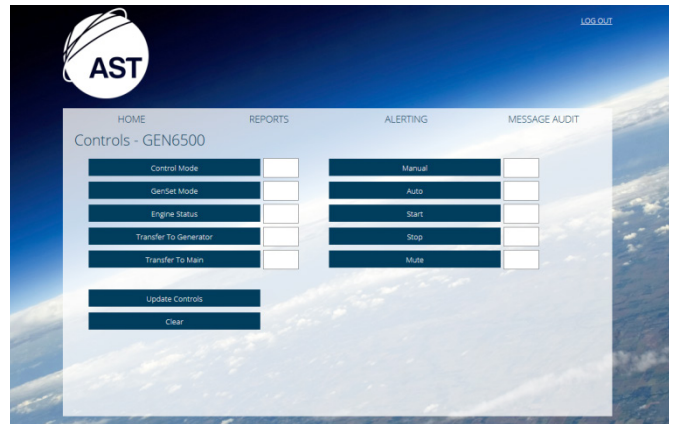 LOG OUT
AST
HOME REPORTS ALERTING MESSAGE AUDIT
Controls - GEN6500
Control Mode Manual
GenSet Mode Auto
Engine Status Start
Transfer To Generator Stop
Transfer To Main Mute
Update Controls
Clear